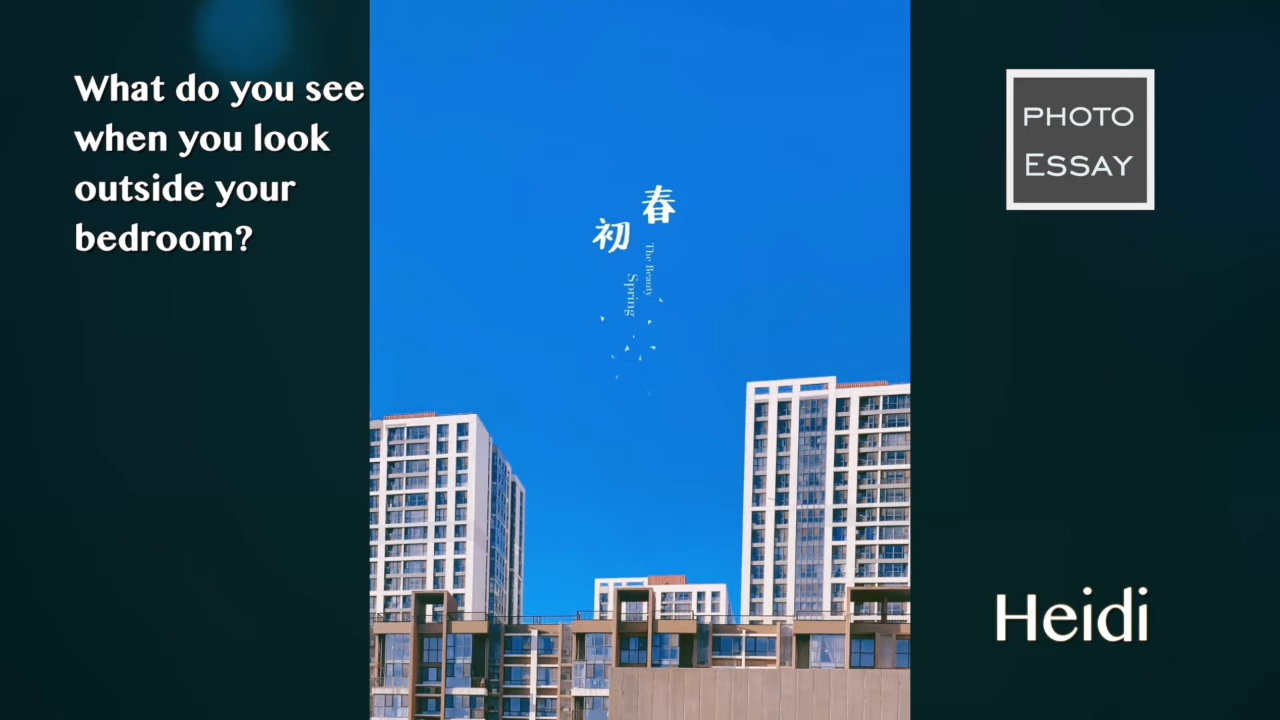 What do you see
when you look
outside your
bedroom?
初
春
The Beauty
Spring
PHOTO
ESSAY
Heidi